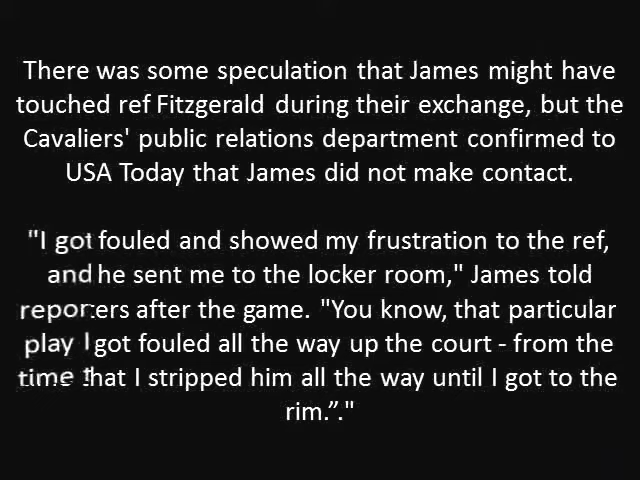 There was some speculation that James might have
touched ref Fitzgerald during their exchange, but the
Cavaliers' public relations department confirmed to
USA Today that James did not make contact.
"I got fouled and showed my frustration to the ref,
and he sent me to the locker room," James told
reporters after the game. "You know, that particular
play I got fouled all the way up the court - from the
time that I stripped him all the way until I got to the
rim.”."